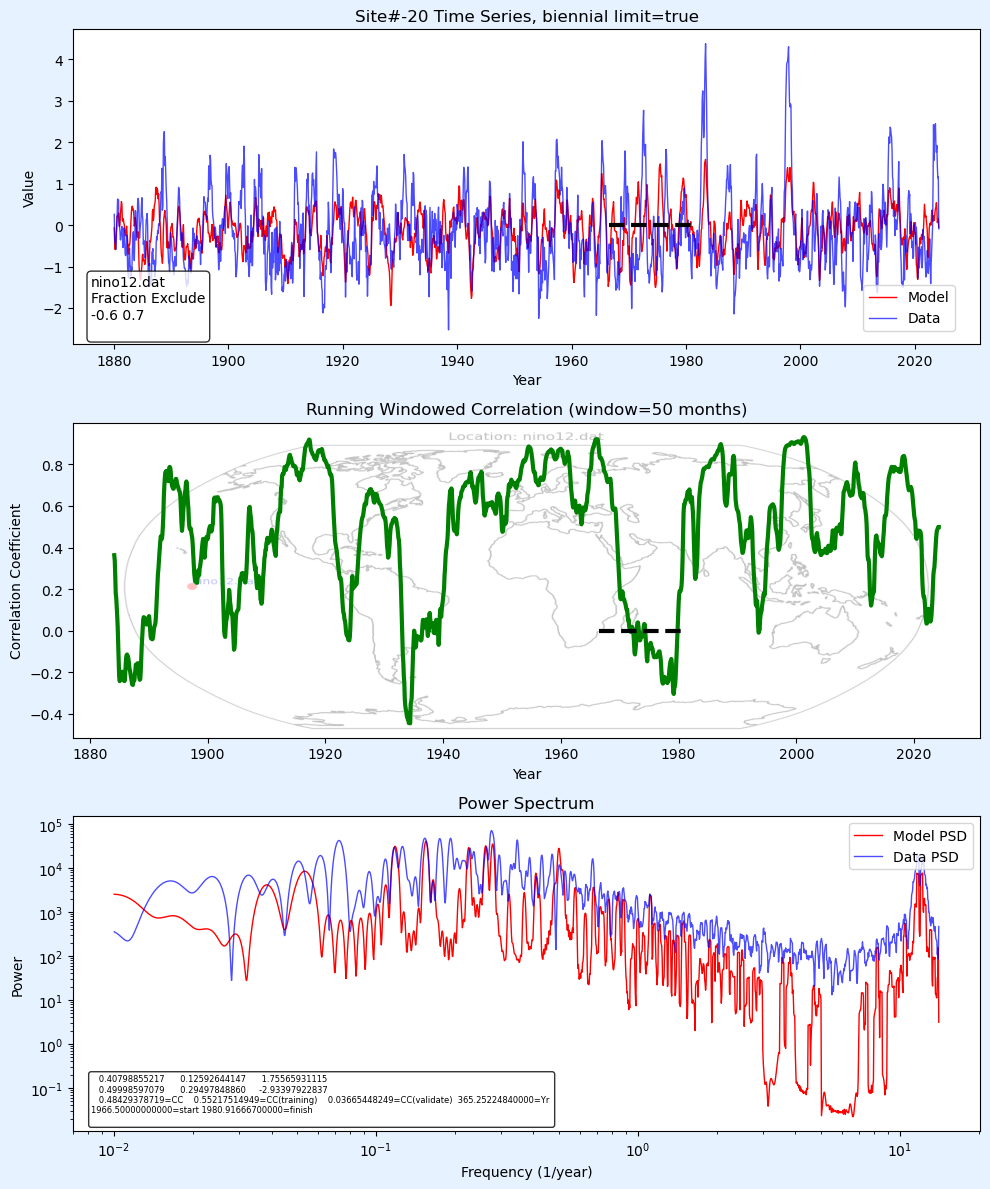 Site#-20 Time Series, biennial limit=true
Value
4
3
2
1
0
−1
−2
nino12.dat
Fraction Exclude
-0.6 0.7
Model
Data
1880 1900 1920 1940 1960 1980 2000 2020
Year
Running Windowed Correlation (window=50 months)
Location: nino12.dat
Correlation Coefficient
0.8
0.6
0.4
0.2
0.0
−0.2
−0.4
nino12.dat
1880 1900 1920 1940 1960 1980 2000 2020
Year
Power Spectrum
Power
10^5
10^4
10^3
10^2
10^1
10^0
10^−1
Model PSD
Data PSD
0.40798855217 0.12592644147 1.75565931115
0.49998597079 0.29497848860 -2.93397922837
0.48429378719=CC 0.55217514949=CC(training) 0.03665448249=CC(validate) 365.25224840000=Yr
1966.50000000000=start 1980.91666700000=finish
10^−2 10^−1 10^0 10^1
Frequency (1/year)